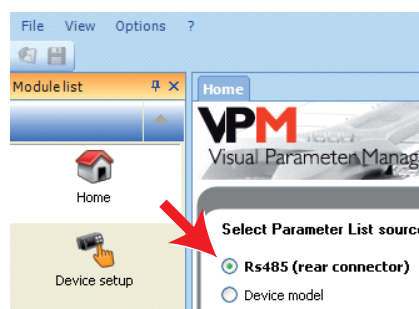 File View Options ?
Module list
Home
VPM
Visual Parameter Manag
Home
Select Parameter List source
Rs485 (rear connector)
Device setup
Device model